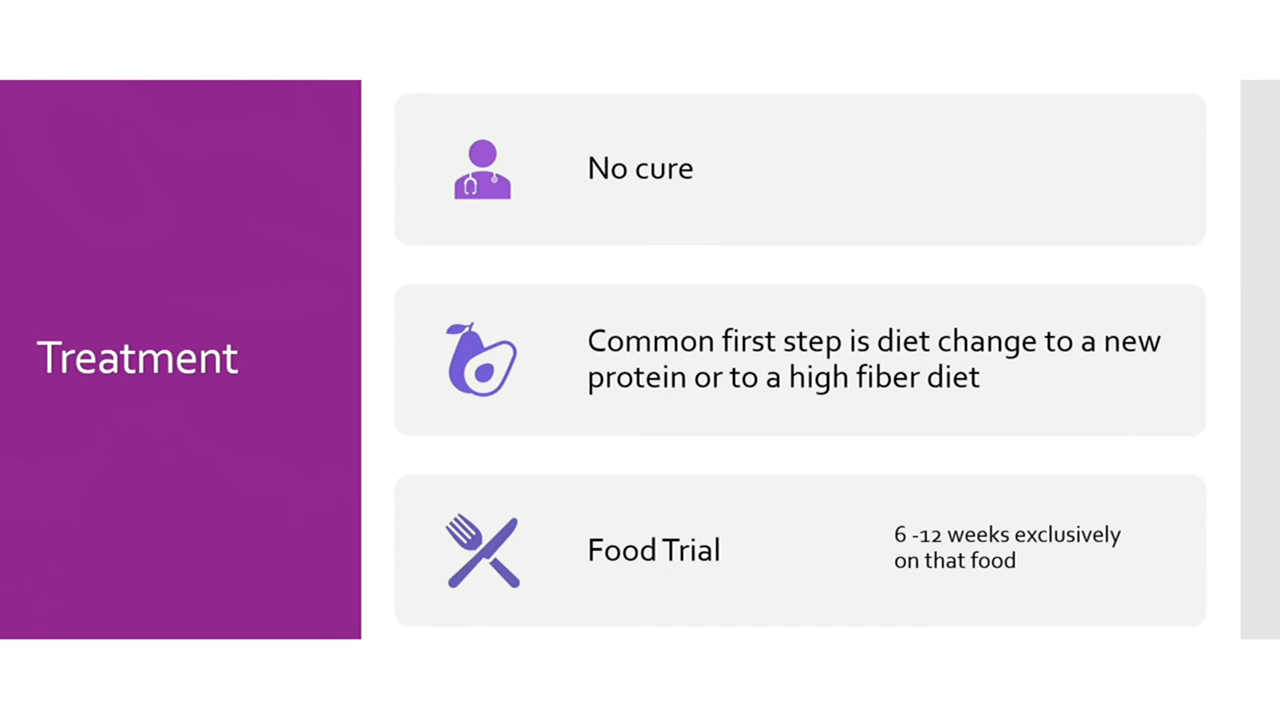 Treatment
No cure
Common first step is diet change to a new
protein or to a high fiber diet
Food Trial
6 -12 weeks exclusively
on that food